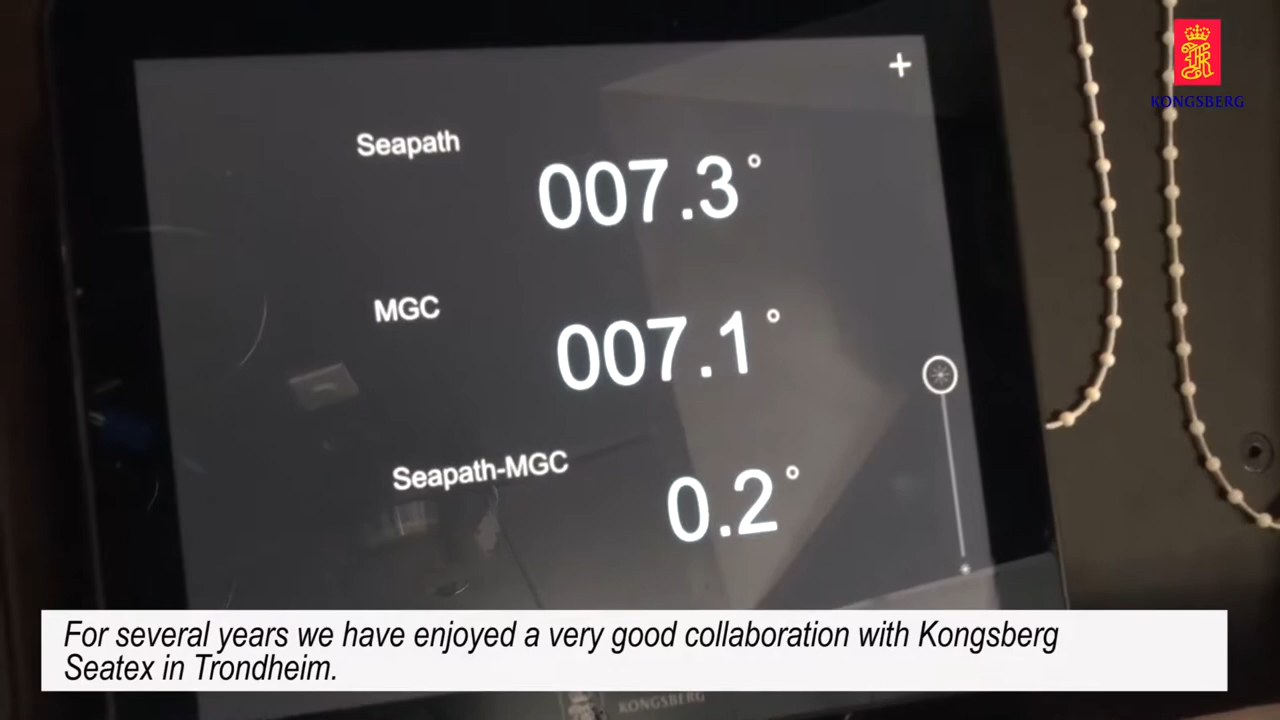 +
KONGSBERG
Seapath
007.3°
MGC
007.1°
Seapath-MGC
0.2°
For several years we have enjoyed a very good collaboration with Kongsberg
Seatex in Trondheim.
KONGSBERG